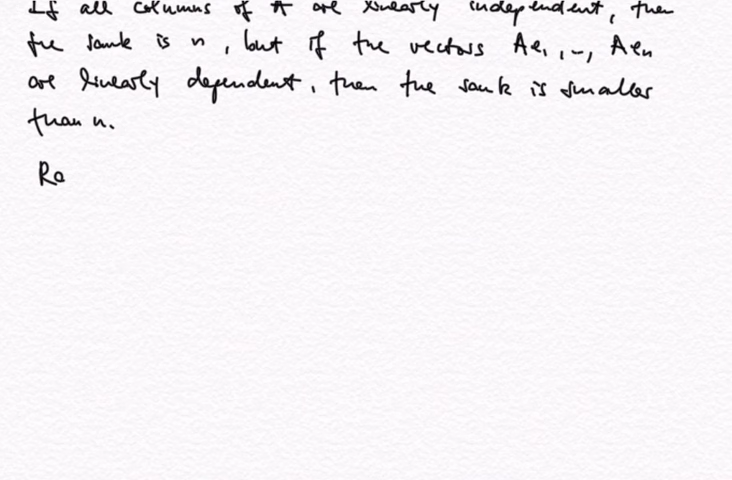 If all columns of A are linearly independent, then
the rank is n, but if the vectors Ae₁, ..., Aeₙ
are linearly dependent, then the rank is smaller
than n.
Ra